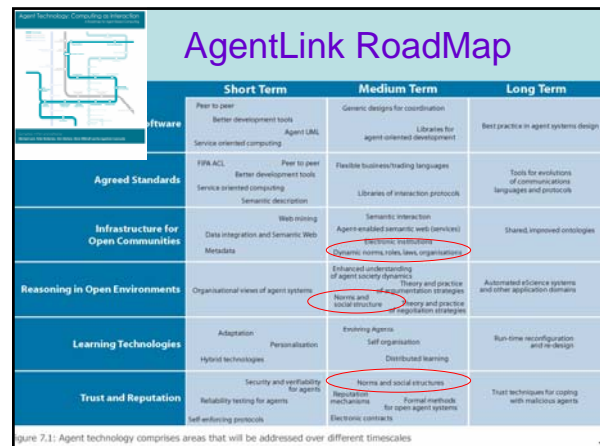 Agent Technology: Computing as Interaction
AgentLink RoadMap
Short Term
Medium Term
Long Term
oftware
Peer to peer
Better development tools
Agent UML
Service oriented computing
Generic designs for coordination
Libraries for
agent-oriented development
Best practice in agent systems design
Agreed Standards
FIPA ACL
Peer to peer
Better development tools
Service oriented computing
Semantic description
Flexible business/trading languages
Libraries of interaction protocols
Tools for evolutions
of communications
languages and protocols
Infrastructure for
Open Communities
Web mining
Data integration and Semantic Web
Metadata
Semantic interaction
Agent-enabled semantic web (services)
Electronic institutions
Dynamic norms, roles, laws, organisations
Shared, improved ontologies
Reasoning in Open Environments
Organisational views of agent systems
Enhanced understanding
of agent society dynamics
Theory and practice
of argumentation strategies
Norms and
social structure
Theory and practice
of negotiation strategies
Automated eScience systems
and other application domains
Learning Technologies
Adaptation
Personalisation
Hybrid technologies
Evolving Agents
Self organisation
Distributed learning
Run-time reconfiguration
and re-design
Trust and Reputation
Security and verifiability
for agents
Reliability testing for agents
Self-enforcing protocols
Norms and social structures
Reputation
mechanisms
Formal methods
for open agent systems
Electronic contracts
Trust techniques for coping
with malicious agents
igure 7.1: Agent technology comprises areas that will be addressed over different timescales